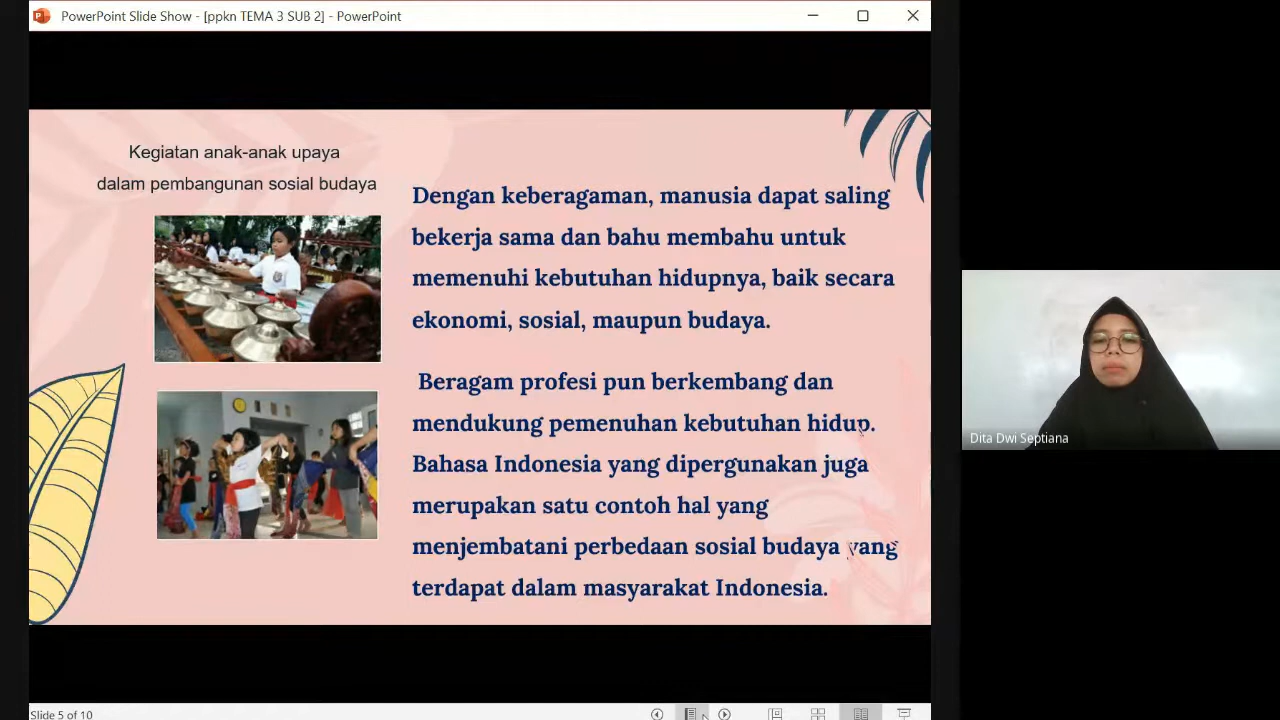 PowerPoint Slide Show - [ppkn TEMA 3 SUB 2] - PowerPoint
Kegiatan anak-anak upaya
dalam pembangunan sosial budaya
Dengan keberagaman, manusia dapat saling
bekerja sama dan bahu membahu untuk
memenuhi kebutuhan hidupnya, baik secara
ekonomi, sosial, maupun budaya.
Beragam profesi pun berkembang dan
mendukung pemenuhan kebutuhan hidup.
Bahasa Indonesia yang dipergunakan juga
merupakan satu contoh hal yang
menjembatani perbedaan sosial budaya yang
terdapat dalam masyarakat Indonesia.
Dita Dwi Septiana
Slide 5 of 10